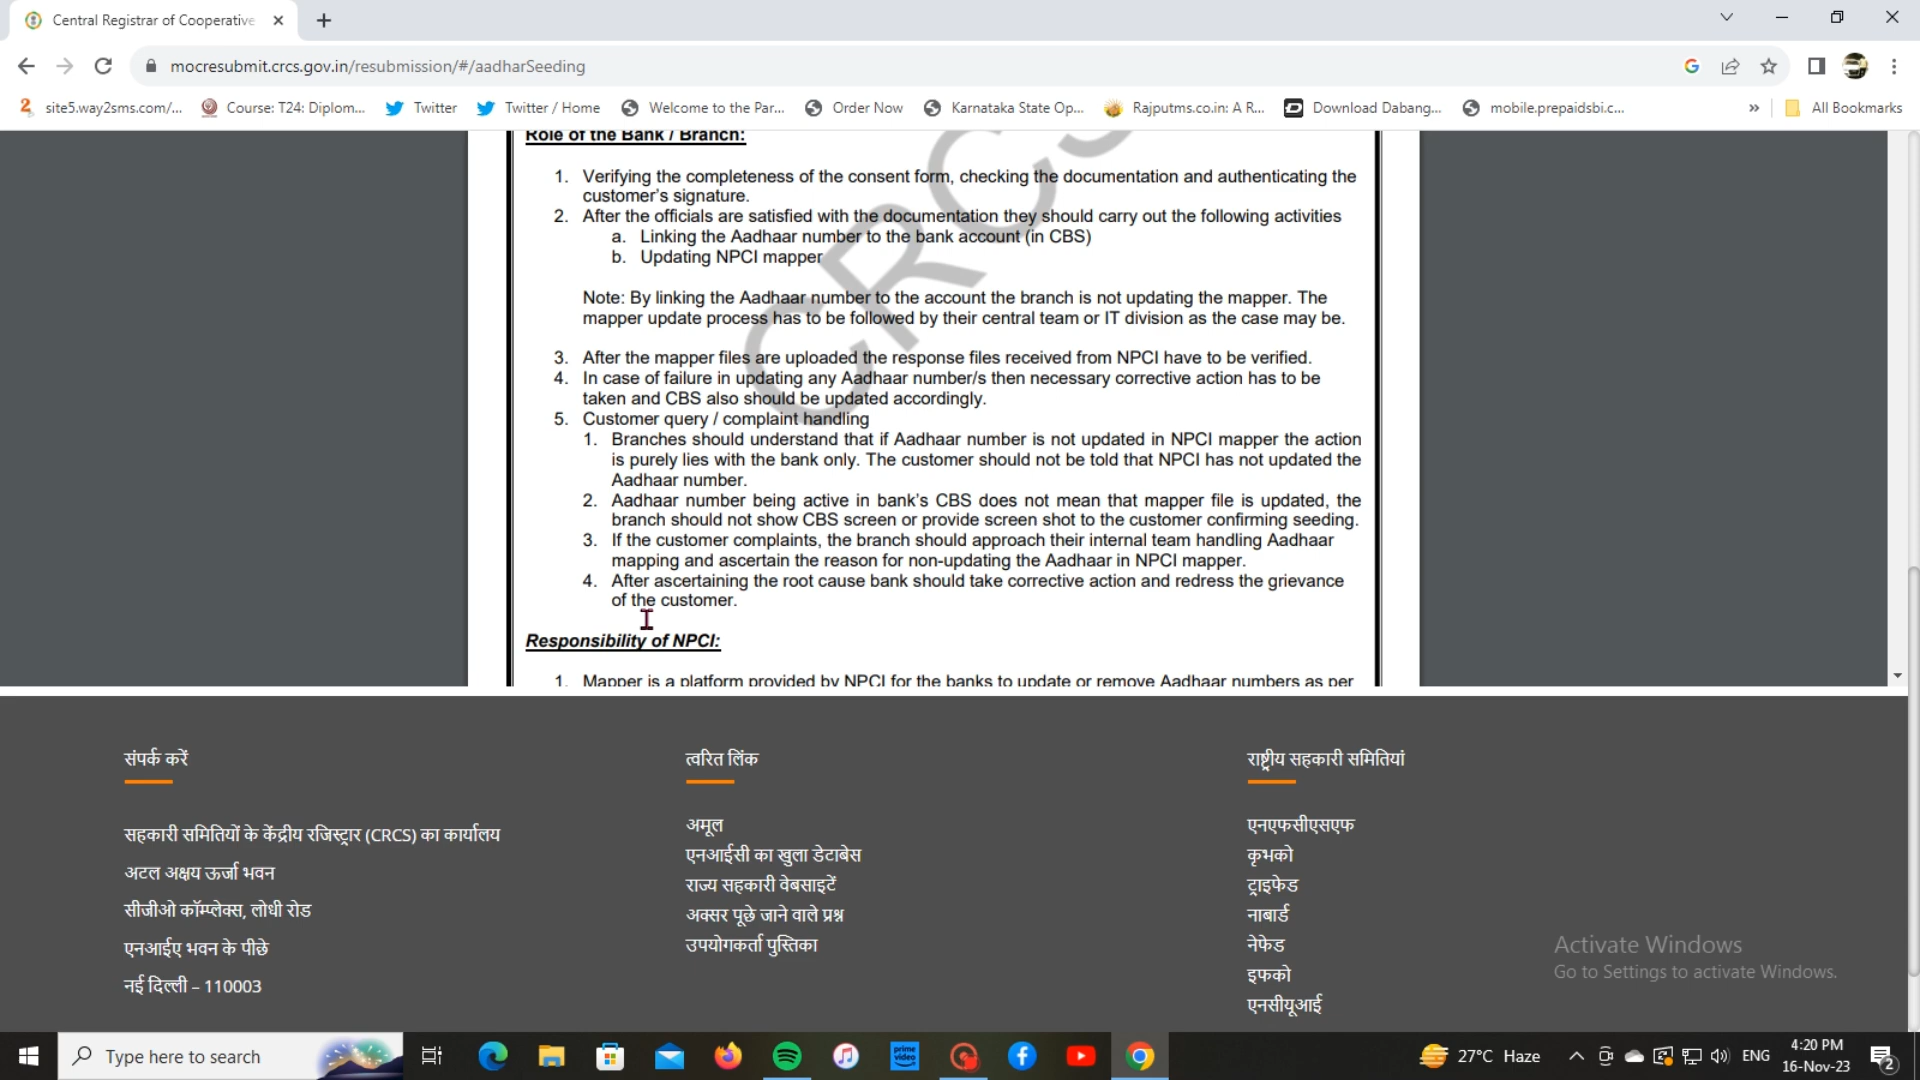 Central Registrar of Cooperative
mocresubmit.crcs.gov.in/resubmission/#/aadharSeeding
site5.way2sms.com/...
Course: T24: Diplom...
Twitter
Twitter / Home
Welcome to the Par...
Order Now
Karnataka State Op...
Rajputms.co.in: A R...
Download Dabang...
mobile.prepaidsbi.c...
»
All Bookmarks
CRCS
Role of the Bank / Branch:
1. Verifying the completeness of the consent form, checking the documentation and authenticating the
customer's signature.
2. After the officials are satisfied with the documentation they should carry out the following activities
a. Linking the Aadhaar number to the bank account (in CBS)
b. Updating NPCI mapper
Note: By linking the Aadhaar number to the account the branch is not updating the mapper. The
mapper update process has to be followed by their central team or IT division as the case may be.
3. After the mapper files are uploaded the response files received from NPCI have to be verified.
4. In case of failure in updating any Aadhaar number/s then necessary corrective action has to be
taken and CBS also should be updated accordingly.
5. Customer query / complaint handling
1. Branches should understand that if Aadhaar number is not updated in NPCI mapper the action
is purely lies with the bank only. The customer should not be told that NPCI has not updated the
Aadhaar number.
2. Aadhaar number being active in bank's CBS does not mean that mapper file is updated, the
branch should not show CBS screen or provide screen shot to the customer confirming seeding.
3. If the customer complaints, the branch should approach their internal team handling Aadhaar
mapping and ascertain the reason for non-updating the Aadhaar in NPCI mapper.
4. After ascertaining the root cause bank should take corrective action and redress the grievance
of the customer.
Responsibility of NPCI:
1. Mapper is a platform provided by NPCI for the banks to update or remove Aadhaar numbers as per
संपर्क करें
सहकारी समितियों के केंद्रीय रजिस्ट्रार (CRCS) का कार्यालय
अटल अक्षय ऊर्जा भवन
सीजीओ कॉम्प्लेक्स, लोधी रोड
एनआईए भवन के पीछे
नई दिल्ली – 110003
त्वरित लिंक
अमूल
एनआईसी का खुला डेटाबेस
राज्य सहकारी वेबसाइटें
अक्सर पूछे जाने वाले प्रश्न
उपयोगकर्ता पुस्तिका
राष्ट्रीय सहकारी समितियां
एनएफसीएसएफ
कृभको
ट्राइफेड
नाबार्ड
नेफेड
इफको
एनसीयूआई
Activate Windows
Go to Settings to activate Windows.
Type here to search
prime video
27°C Haze
ENG
4:20 PM
16-Nov-23
2